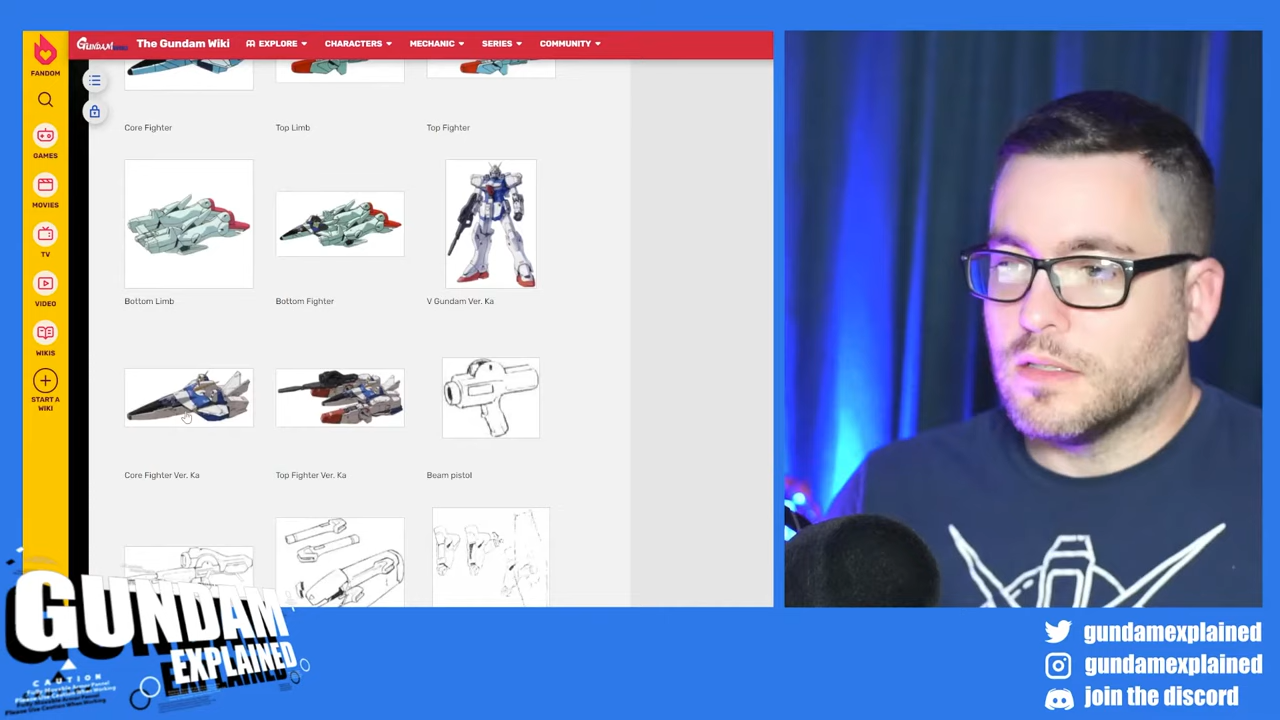 FANDOM
GAMES
MOVIES
TV
VIDEO
WIKIS
START A
WIKI
GUNDAM
The Gundam Wiki
EXPLORE
CHARACTERS
MECHANIC
SERIES
COMMUNITY
Core Fighter
Top Limb
Top Fighter
Bottom Limb
Bottom Fighter
V Gundam Ver. Ka
Core Fighter Ver. Ka
Top Fighter Ver. Ka
Beam pistol
GUNDAM
EXPLAINED
CAUTION
gundamexplained
gundamexplained
join the discord